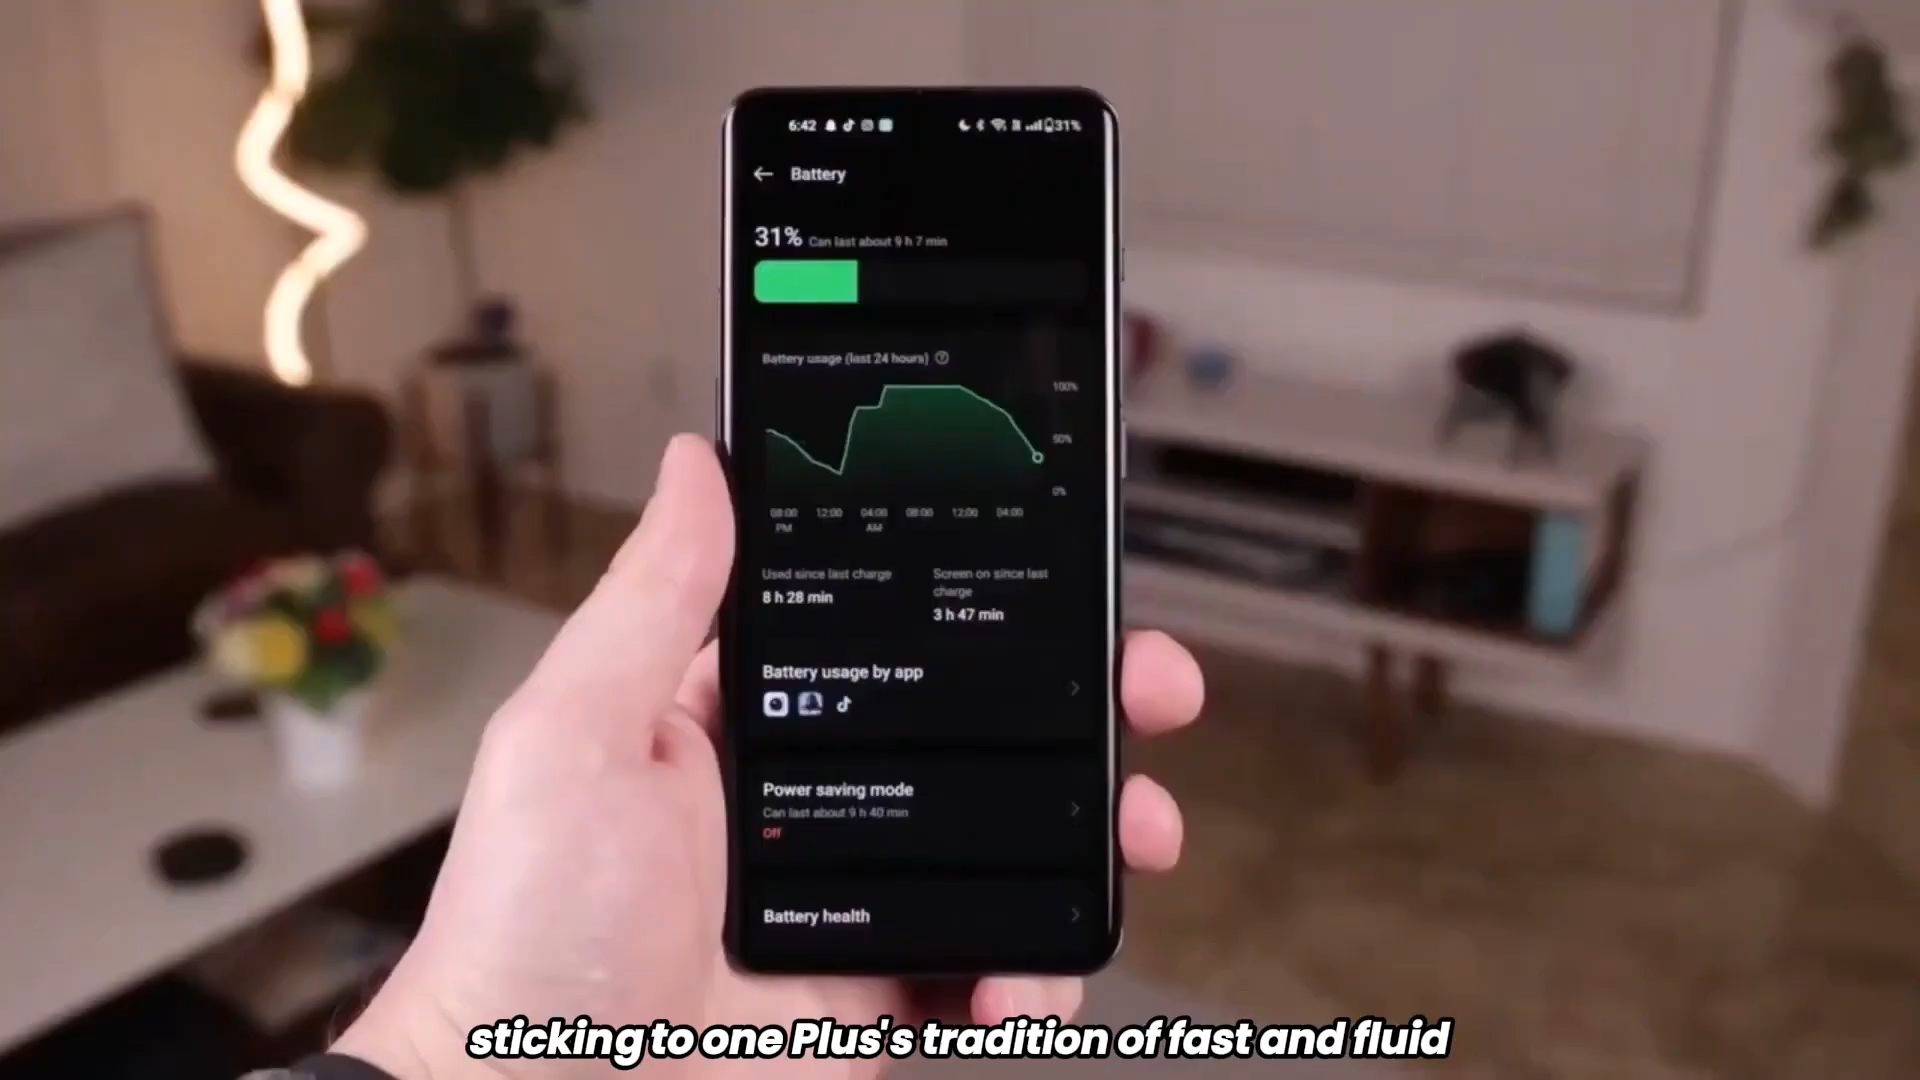 6:42 31%
Battery
31% Can last about 9 h 7 min
Battery usage (last 24 hours)
100%
50%
0%
08:00 12:00 04:00 08:00 12:00 04:00
PM AM
Used since last charge
8 h 28 min
Screen on since last
charge
3 h 47 min
Battery usage by app
Power saving mode
Can last about 9 h 40 min
Off
Battery health
sticking to one Plus's tradition of fast and fluid